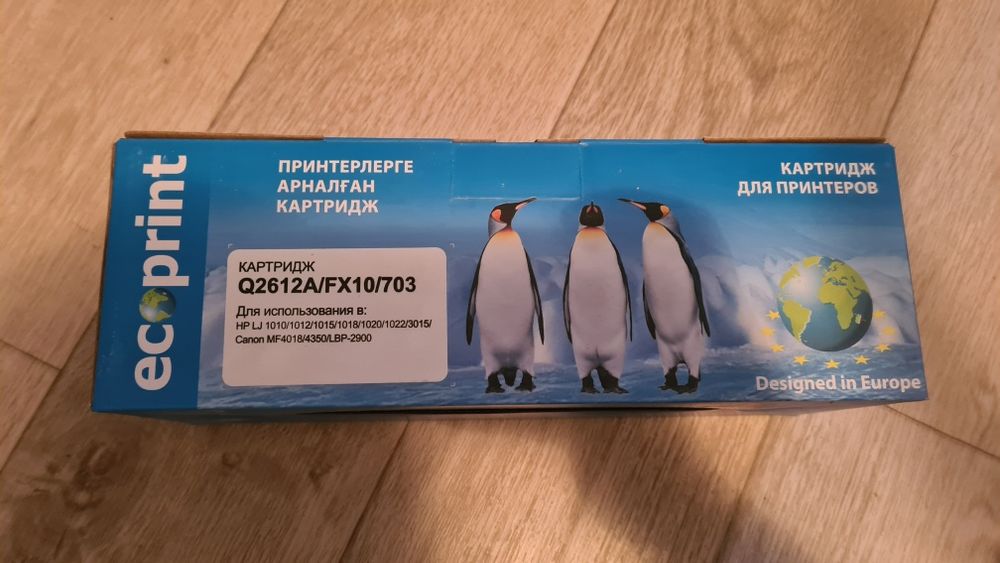 ecoprint
ПРИНТЕРЛЕРГЕ
АРНАЛҒАН
КАРТРИДЖ
КАРТРИДЖ
ДЛЯ ПРИНТЕРОВ
КАРТРИДЖ
Q2612A/FX10/703
Для использования в:
HP LJ 1010/1012/1015/1018/1020/1022/3015/
Canon MF4018/4350/LBP-2900
Designed in Europe